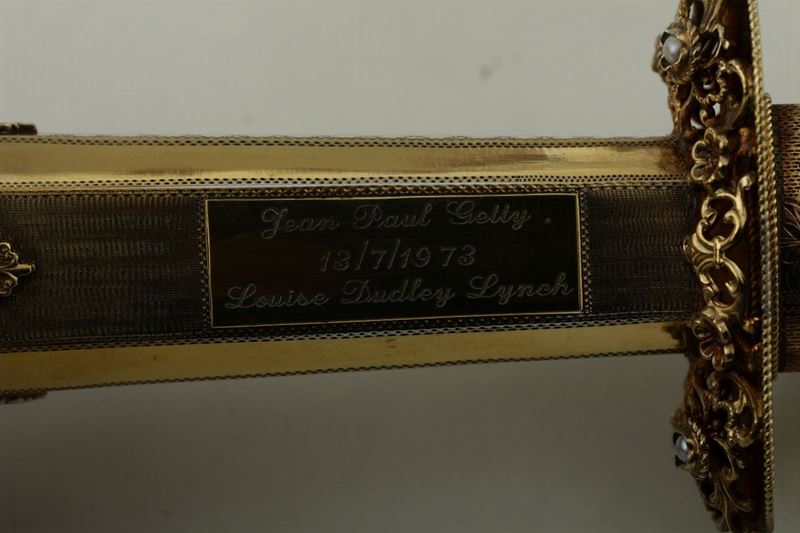 Jean Paul Getty
13/7/1973
Louise Dudley Lynch